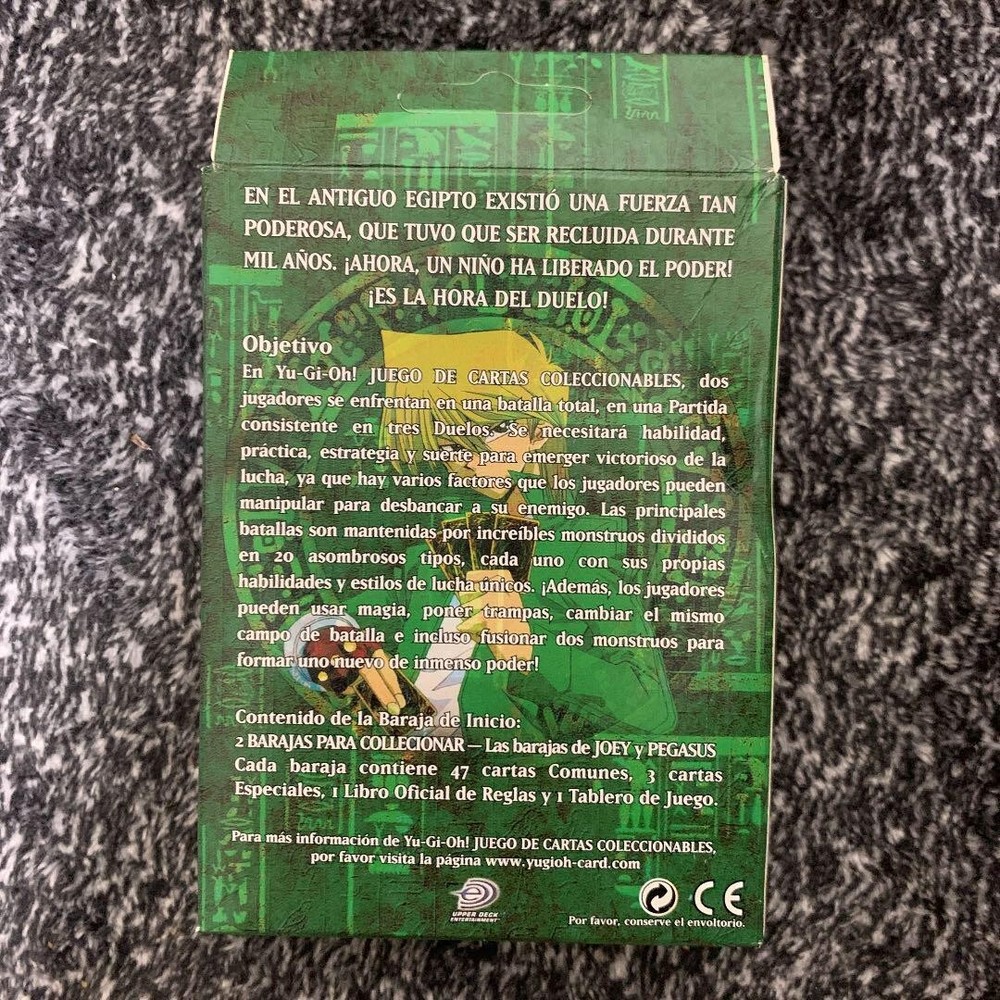 EN EL ANTIGUO EGIPTO EXISTIÓ UNA FUERZA TAN
PODEROSA, QUE TUVO QUE SER RECLUIDA DURANTE
MIL AÑOS. ¡AHORA, UN NIÑO HA LIBERADO EL PODER!
¡ES LA HORA DEL DUELO!
Objetivo
En Yu-Gi-Oh! JUEGO DE CARTAS COLECCIONABLES, dos
jugadores se enfrentan en una batalla total, en una Partida
consistente en tres Duelos. Se necesitará habilidad,
práctica, estrategia y suerte para emerger victorioso de la
lucha, ya que hay varios factores que los jugadores pueden
manipular para desbancar a su enemigo. Las principales
batallas son mantenidas por increíbles monstruos divididos
en 20 asombrosos tipos, cada uno con sus propias
habilidades y estilos de lucha únicos. ¡Además, los jugadores
pueden usar magia, poner trampas, cambiar el mismo
campo de batalla e incluso fusionar dos monstruos para
formar uno nuevo de inmenso poder!
Contenido de la Baraja de Inicio:
2 BARAJAS PARA COLLECIONAR – Las barajas de JOEY y PEGASUS
Cada baraja contiene 47 cartas Comunes, 3 cartas
Especiales, 1 Libro Oficial de Reglas y 1 Tablero de Juego.
Para más información de Yu-Gi-Oh! JUEGO DE CARTAS COLECCIONABLES,
por favor visita la página www.yugioh-card.com
UPPER DECK
ENTERTAINMENT
CE
Por favor, conserve el envoltorio.